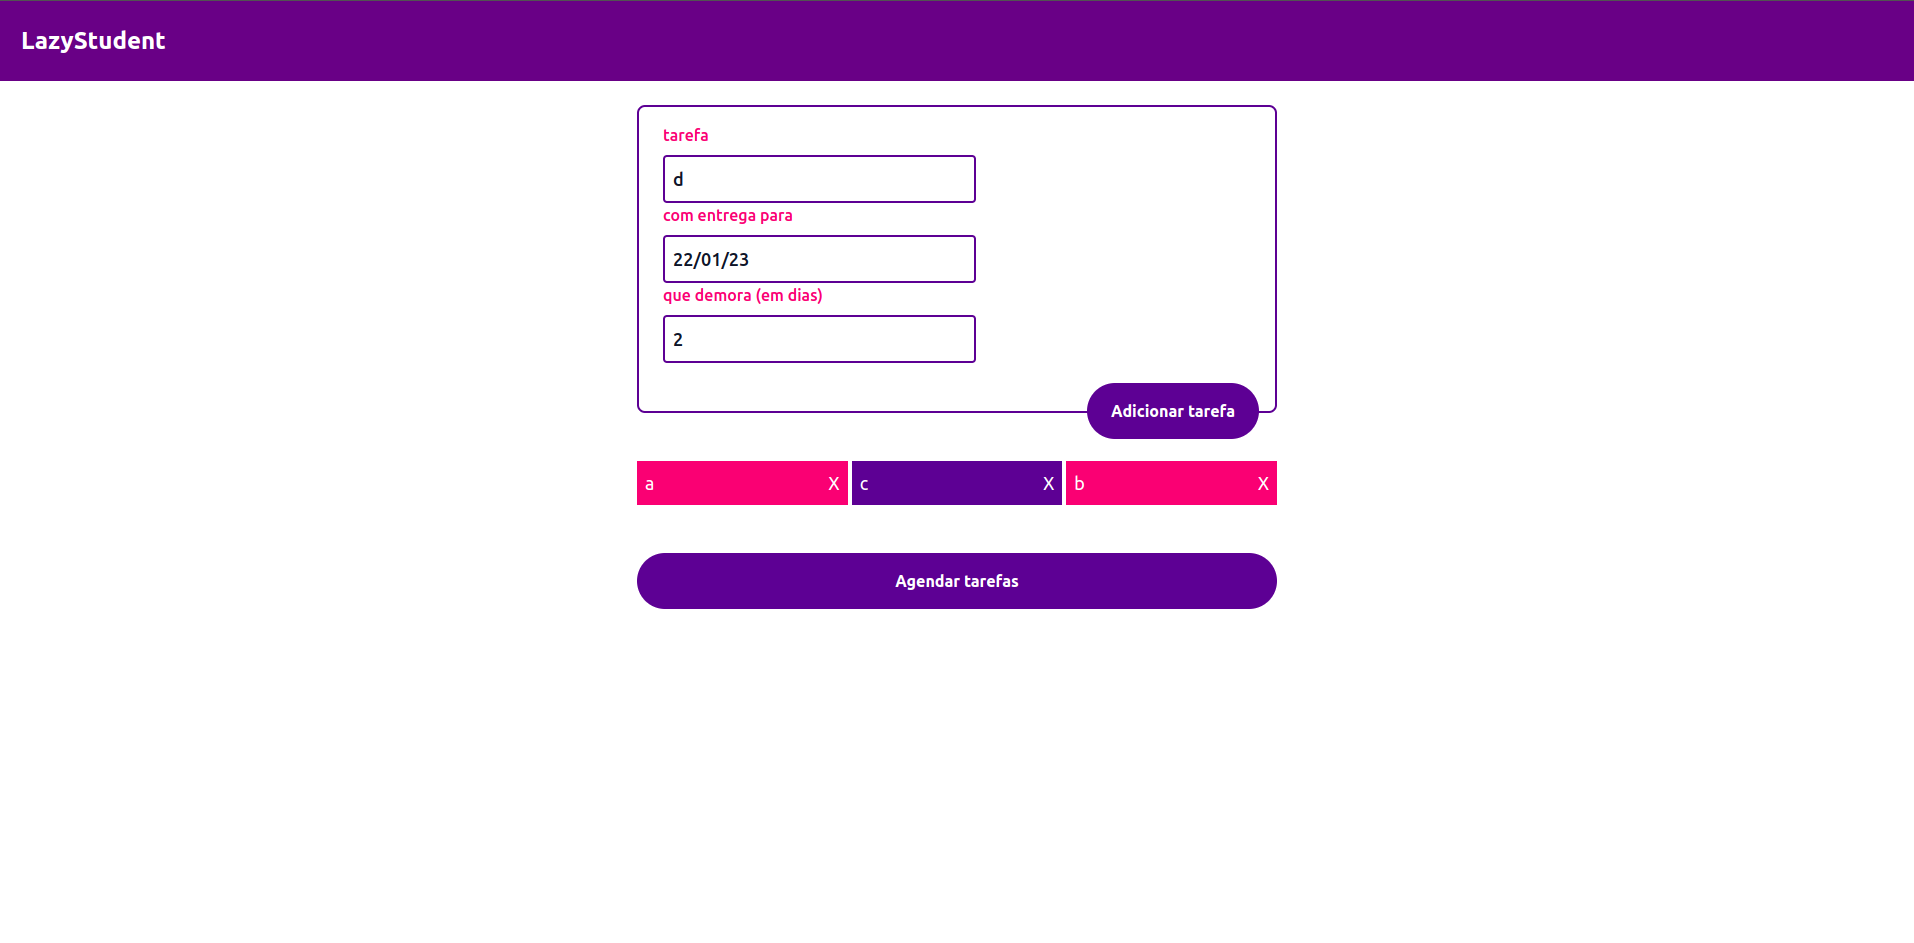 LazyStudent
tarefa
d
com entrega para
22/01/23
que demora (em dias)
2
Adicionar tarefa
a X c X b X
Agendar tarefas